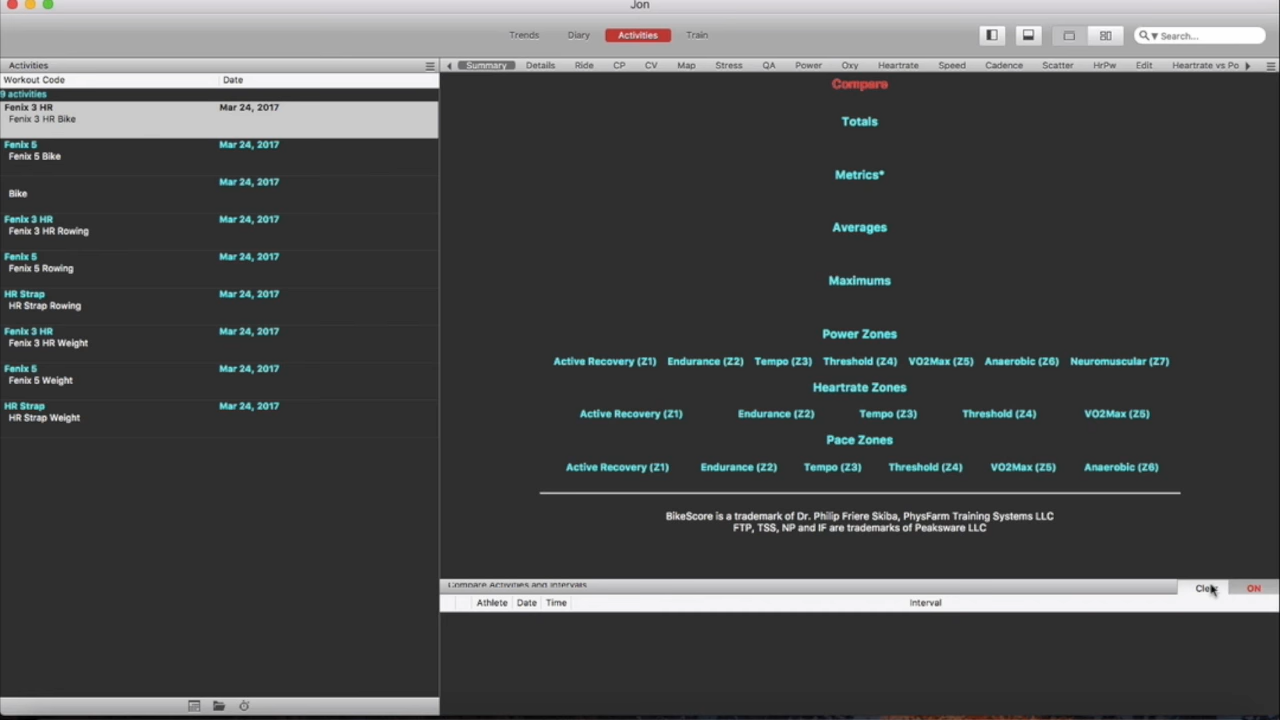 Jon
Trends Diary Activities Train
Search...
Activities
Workout Code Date
9 activities
Fenix 3 HR Mar 24, 2017
Fenix 3 HR Bike
Fenix 5 Mar 24, 2017
Fenix 5 Bike
Mar 24, 2017
Bike
Fenix 3 HR Mar 24, 2017
Fenix 3 HR Rowing
Fenix 5 Mar 24, 2017
Fenix 5 Rowing
HR Strap Mar 24, 2017
HR Strap Rowing
Fenix 3 HR Mar 24, 2017
Fenix 3 HR Weight
Fenix 5 Mar 24, 2017
Fenix 5 Weight
HR Strap Mar 24, 2017
HR Strap Weight
Summary Details Ride CP CV Map Stress QA Power Oxy Heartrate Speed Cadence Scatter HrPw Edit Heartrate vs Po
Compare
Totals
Metrics*
Averages
Maximums
Power Zones
Active Recovery (Z1) Endurance (Z2) Tempo (Z3) Threshold (Z4) VO2Max (Z5) Anaerobic (Z6) Neuromuscular (Z7)
Heartrate Zones
Active Recovery (Z1) Endurance (Z2) Tempo (Z3) Threshold (Z4) VO2Max (Z5)
Pace Zones
Active Recovery (Z1) Endurance (Z2) Tempo (Z3) Threshold (Z4) VO2Max (Z5) Anaerobic (Z6)
BikeScore is a trademark of Dr. Philip Friere Skiba, PhysFarm Training Systems LLC
FTP, TSS, NP and IF are trademarks of Peaksware LLC
Compare Activities and Intervals ON
Athlete Date Time Interval